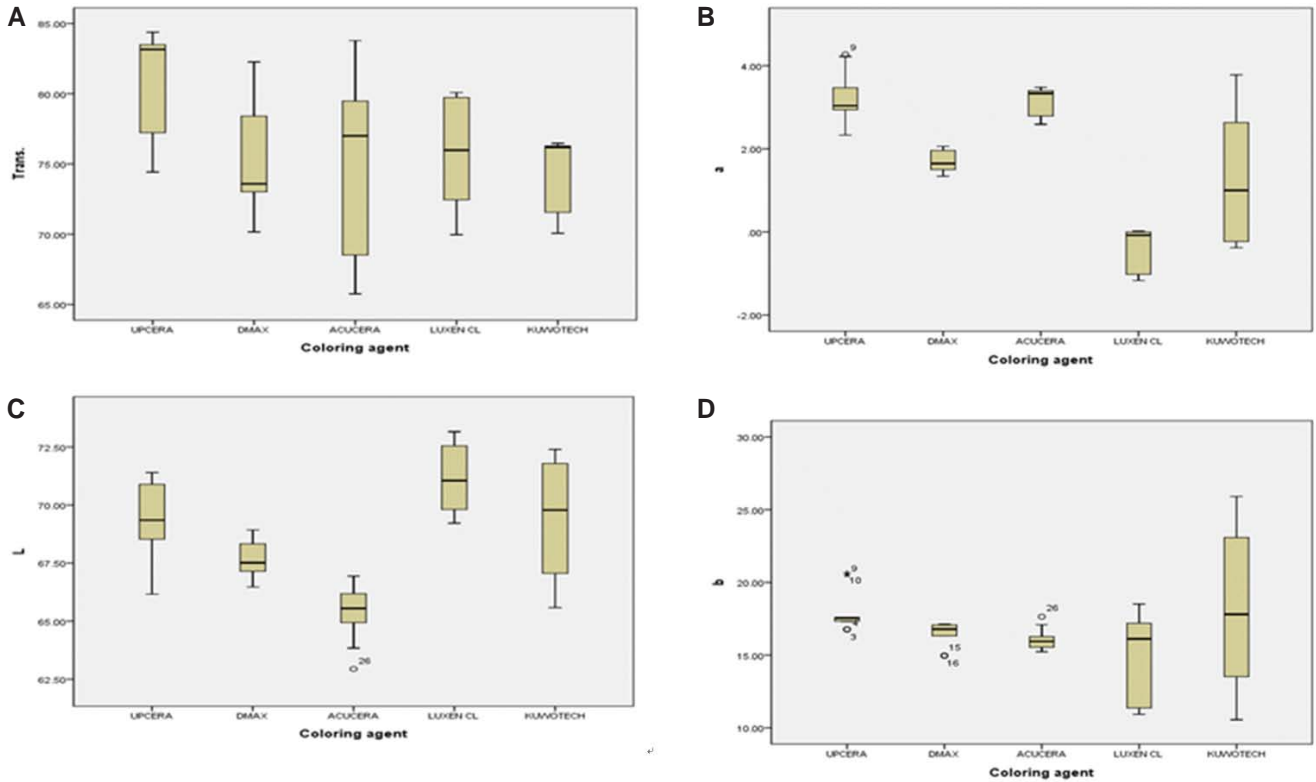 A
85.00
80.00
75.00
70.00
65.00
Trans.
UPCERA DMAX ACUCERA LUXEN CL KUWOTECH
Coloring agent
B
4.00
2.00
.00
-2.00
a
9
UPCERA DMAX ACUCERA LUXEN CL KUWOTECH
Coloring agent
C
72.50
70.00
67.50
65.00
62.50
L
26
UPCERA DMAX ACUCERA LUXEN CL KUWOTECH
Coloring agent
D
30.00
25.00
20.00
15.00
10.00
b
9
10
4
3
15
16
26
UPCERA DMAX ACUCERA LUXEN CL KUWOTECH
Coloring agent